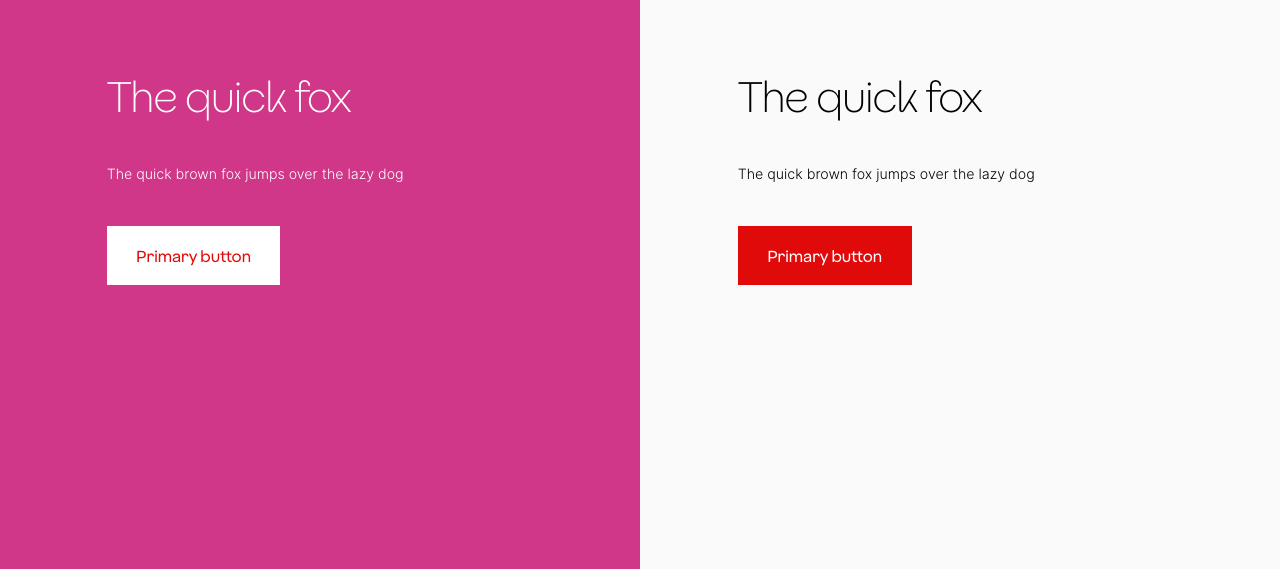 The quick fox
The quick brown fox jumps over the lazy dog
Primary button
The quick fox
The quick brown fox jumps over the lazy dog
Primary button